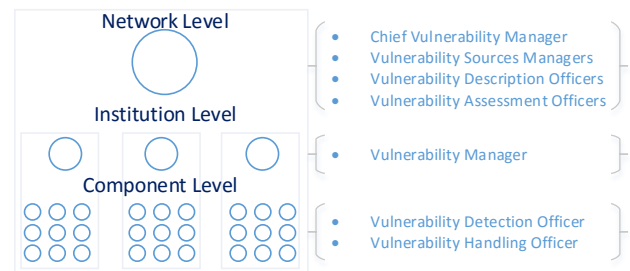 Network Level
• Chief Vulnerability Manager
• Vulnerability Sources Managers
• Vulnerability Description Officers
• Vulnerability Assessment Officers
Institution Level
• Vulnerability Manager
Component Level
• Vulnerability Detection Officer
• Vulnerability Handling Officer